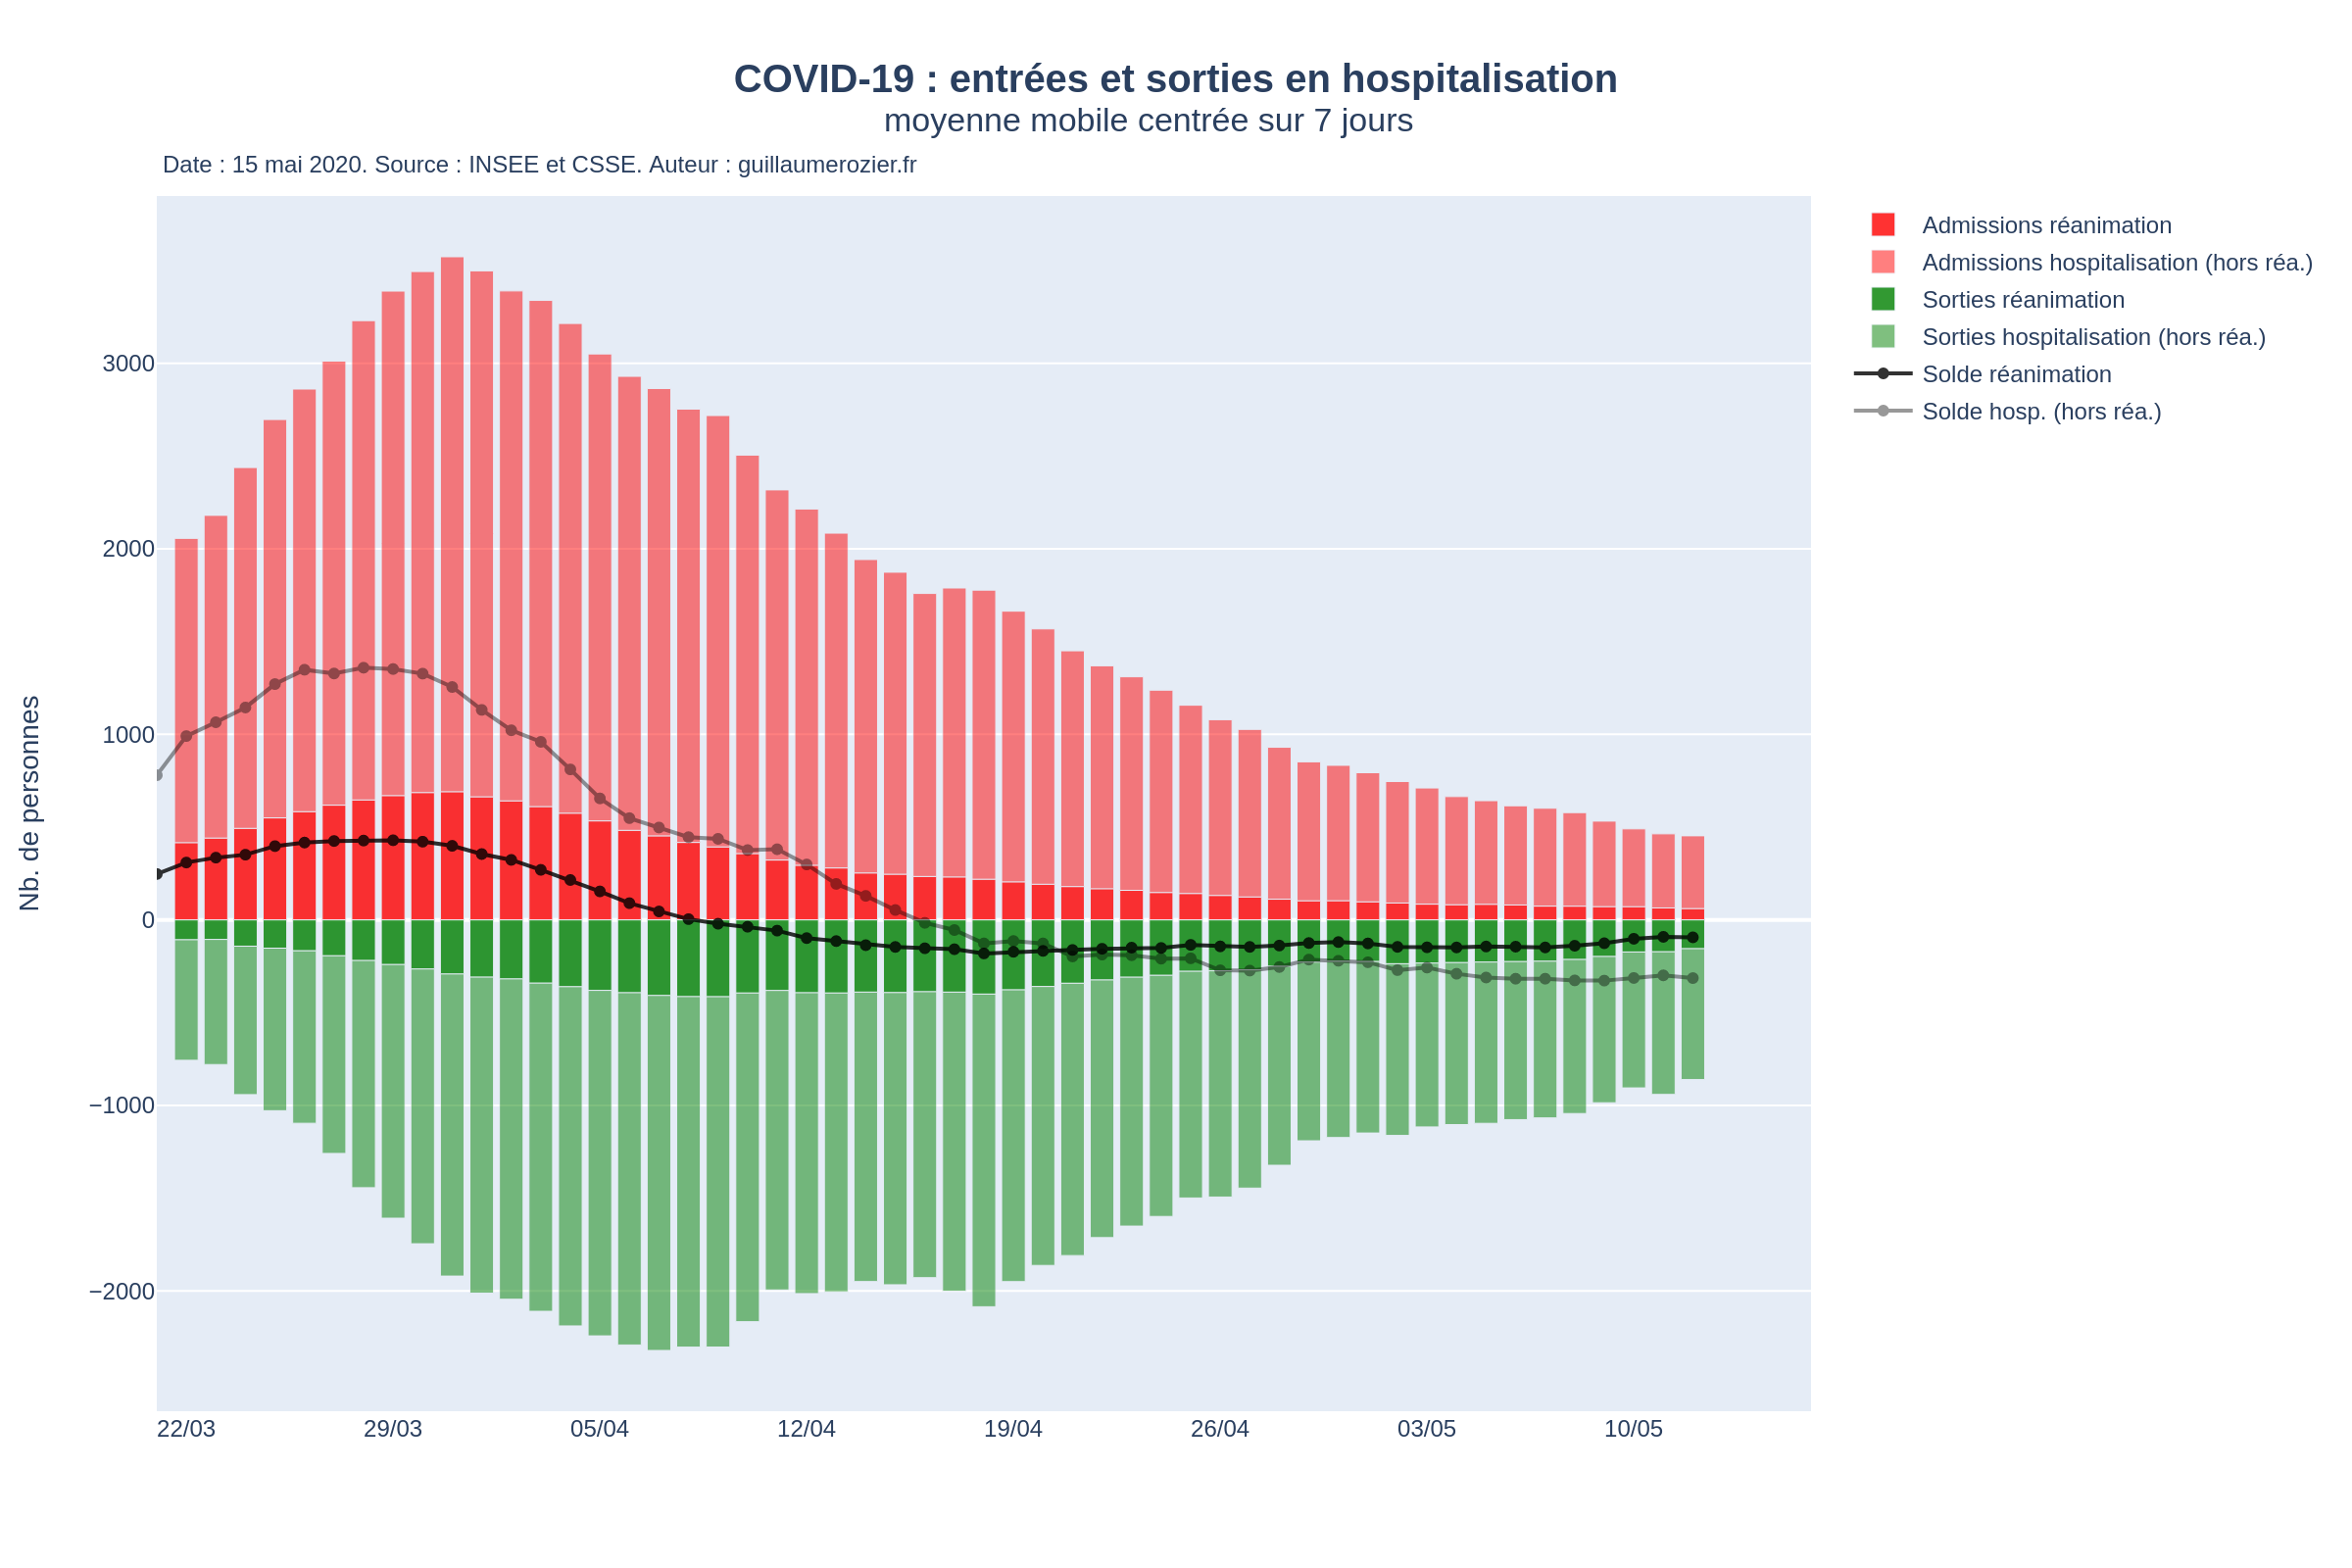 COVID-19 : entrées et sorties en hospitalisation
moyenne mobile centrée sur 7 jours
Date : 15 mai 2020. Source : INSEE et CSSE. Auteur : guillaumerozier.fr
Admissions réanimation
Admissions hospitalisation (hors réa.)
Sorties réanimation
Sorties hospitalisation (hors réa.)
Solde réanimation
Solde hosp. (hors réa.)
Nb. de personnes
3000
2000
1000
0
−1000
−2000
22/03 29/03 05/04 12/04 19/04 26/04 03/05 10/05